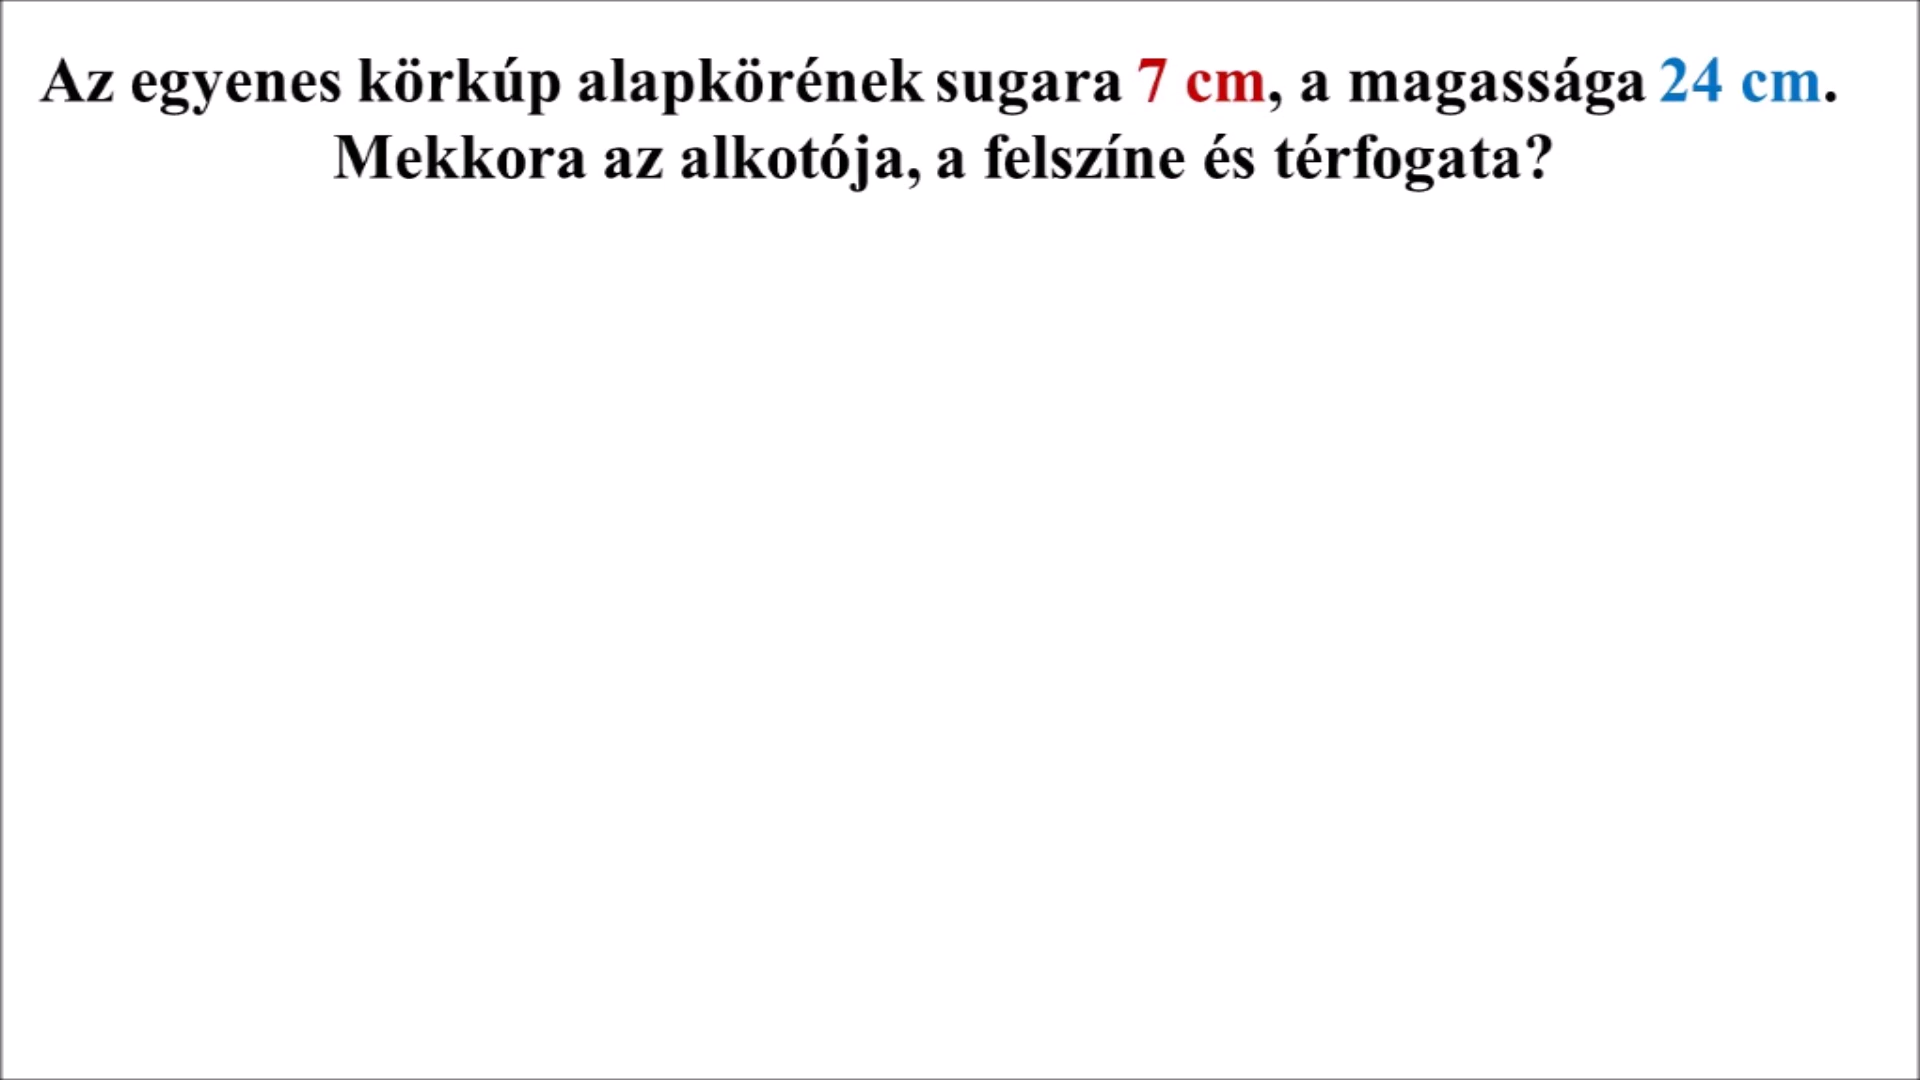 Az egyenes körkúp alapkörének sugara 7 cm, a magassága 24 cm.
Mekkora az alkotója, a felszíne és térfogata?